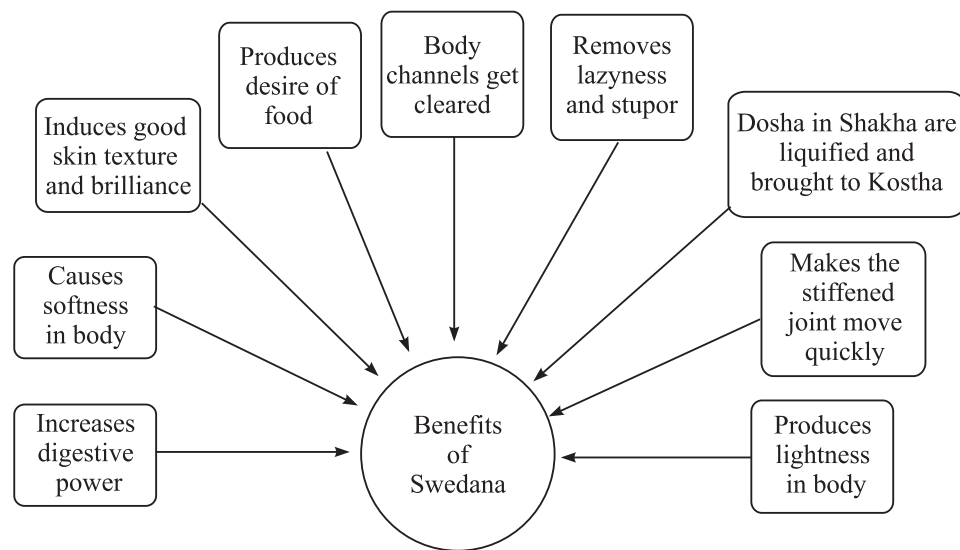 Increases
digestive
power
Causes
softness
in body
Induces good
skin texture
and brilliance
Produces
desire of
food
Body
channels get
cleared
Removes
lazyness
and stupor
Dosha in Shakha are
liquified and
brought to Kostha
Makes the
stiffened
joint move
quickly
Produces
lightness
in body
Benefits
of
Swedana